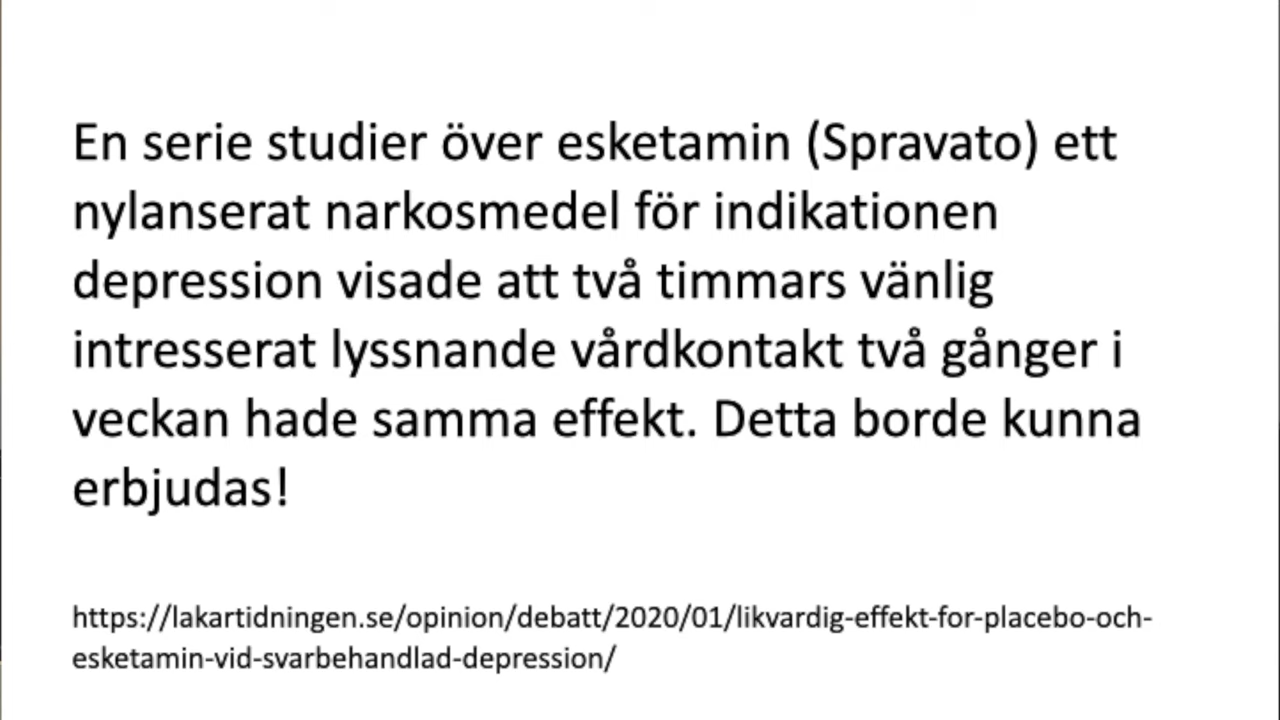 En serie studier över esketamin (Spravato) ett
nylanserat narkosmedel för indikationen
depression visade att två timmars vänlig
intresserat lyssnande vårdkontakt två gånger i
veckan hade samma effekt. Detta borde kunna
erbjudas!
https://lakartidningen.se/opinion/debatt/2020/01/likvardig-effekt-for-placebo-och-
esketamin-vid-svarbehandlad-depression/